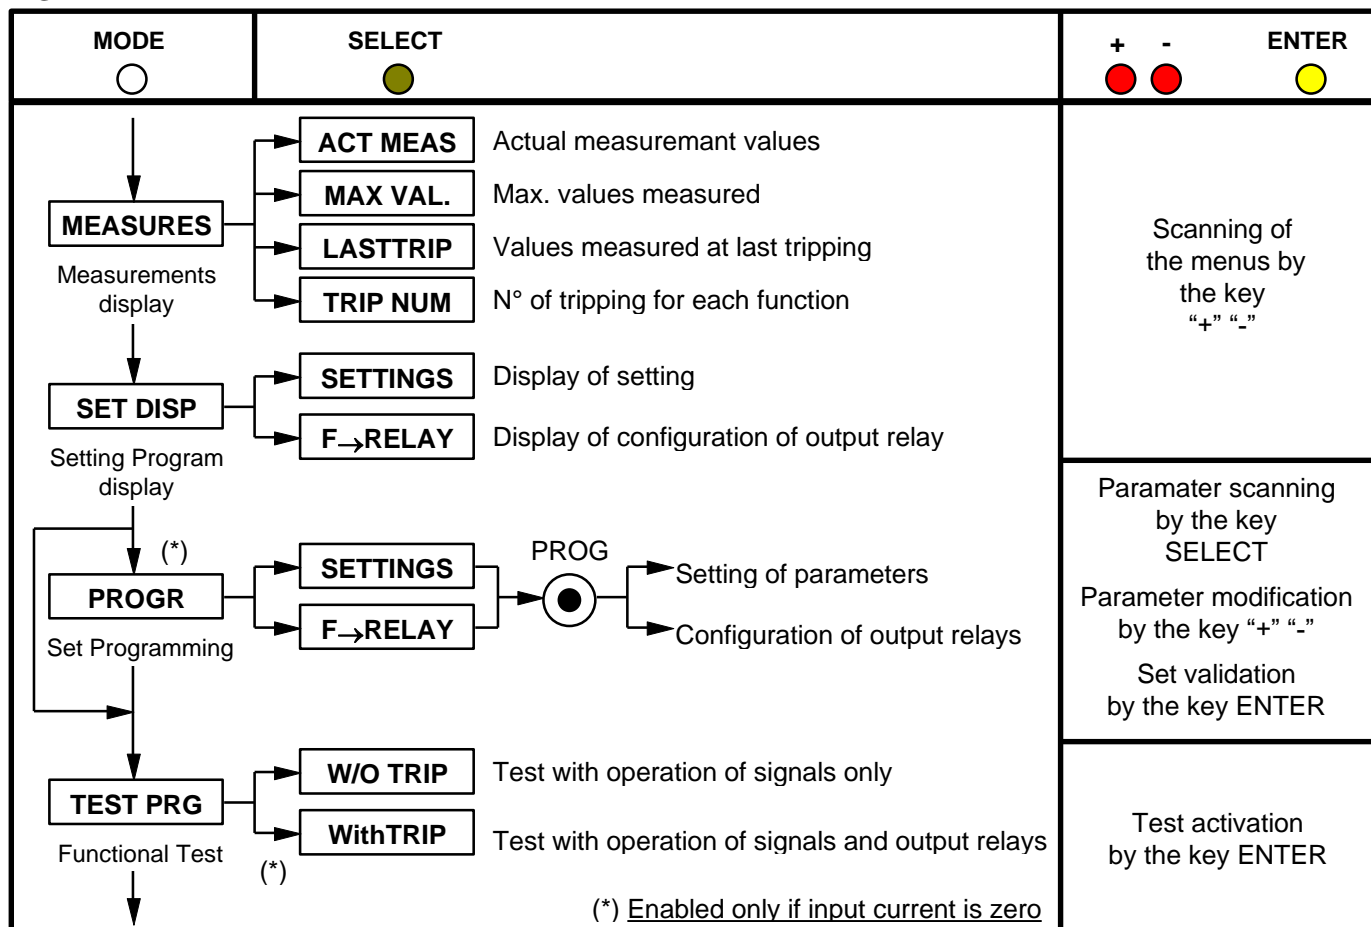 MODE
SELECT
+ -
ENTER
ACT MEAS
Actual measuremant values
MAX VAL.
Max. values measured
MEASURES
LASTTRIP
Values measured at last tripping
Measurements
display
TRIP NUM
N° of tripping for each function
Scanning of
the menus by
the key
“+” “-”
SETTINGS
Display of setting
SET DISP
F→RELAY
Display of configuration of output relay
Setting Program
display
(*)
SETTINGS
PROG
Setting of parameters
PROGR
F→RELAY
Configuration of output relays
Set Programming
Paramater scanning
by the key
SELECT
Parameter modification
by the key “+” “-”
Set validation
by the key ENTER
W/O TRIP
Test with operation of signals only
TEST PRG
WithTRIP
Test with operation of signals and output relays
Functional Test
(*)
Test activation
by the key ENTER
(*) Enabled only if input current is zero